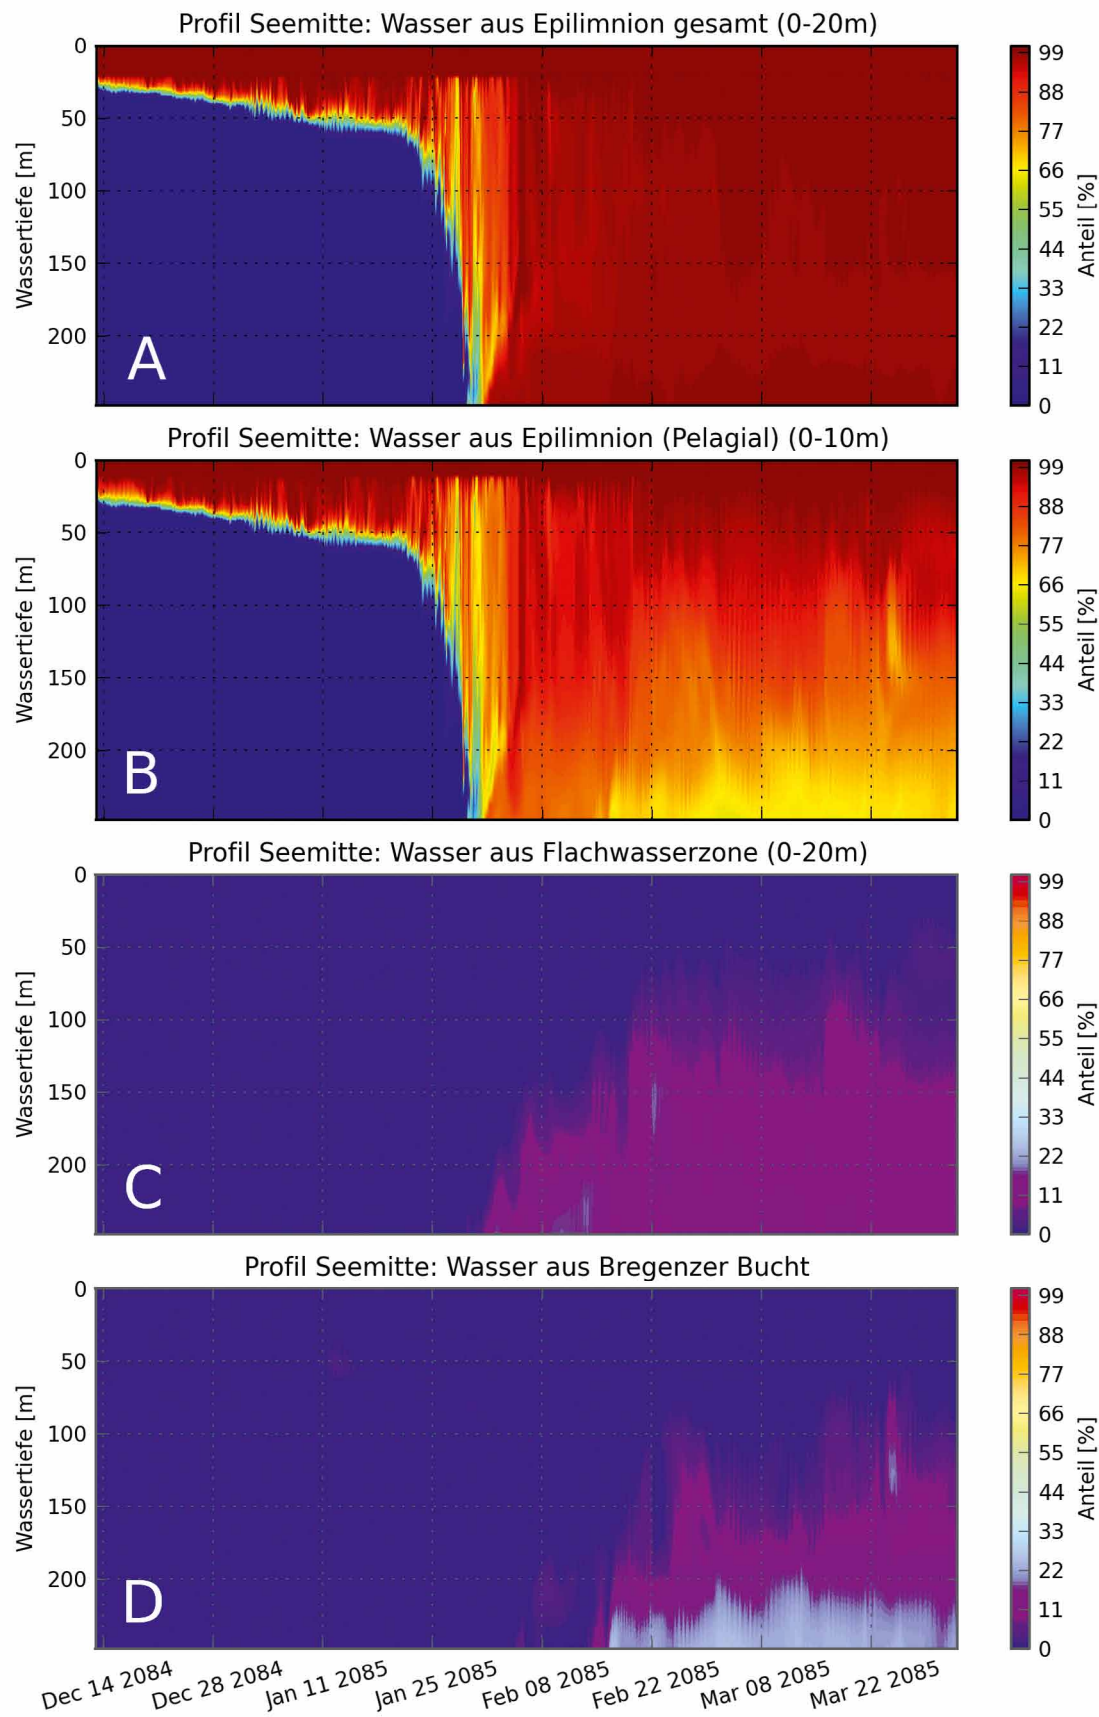 Profil Seemitte: Wasser aus Epilimnion gesamt (0-20m)
0
50
100
150
200
Wassertiefe [m]
A
99
88
77
66
55
44
33
22
11
0
Anteil [%]
Profil Seemitte: Wasser aus Epilimnion (Pelagial) (0-10m)
0
50
100
150
200
Wassertiefe [m]
B
99
88
77
66
55
44
33
22
11
0
Anteil [%]
Profil Seemitte: Wasser aus Flachwasserzone (0-20m)
0
50
100
150
200
Wassertiefe [m]
C
99
88
77
66
55
44
33
22
11
0
Anteil [%]
Profil Seemitte: Wasser aus Bregenzer Bucht
0
50
100
150
200
Wassertiefe [m]
D
99
88
77
66
55
44
33
22
11
0
Anteil [%]
Dec 14 2084
Dec 28 2084
Jan 11 2085
Jan 25 2085
Feb 08 2085
Feb 22 2085
Mar 08 2085
Mar 22 2085